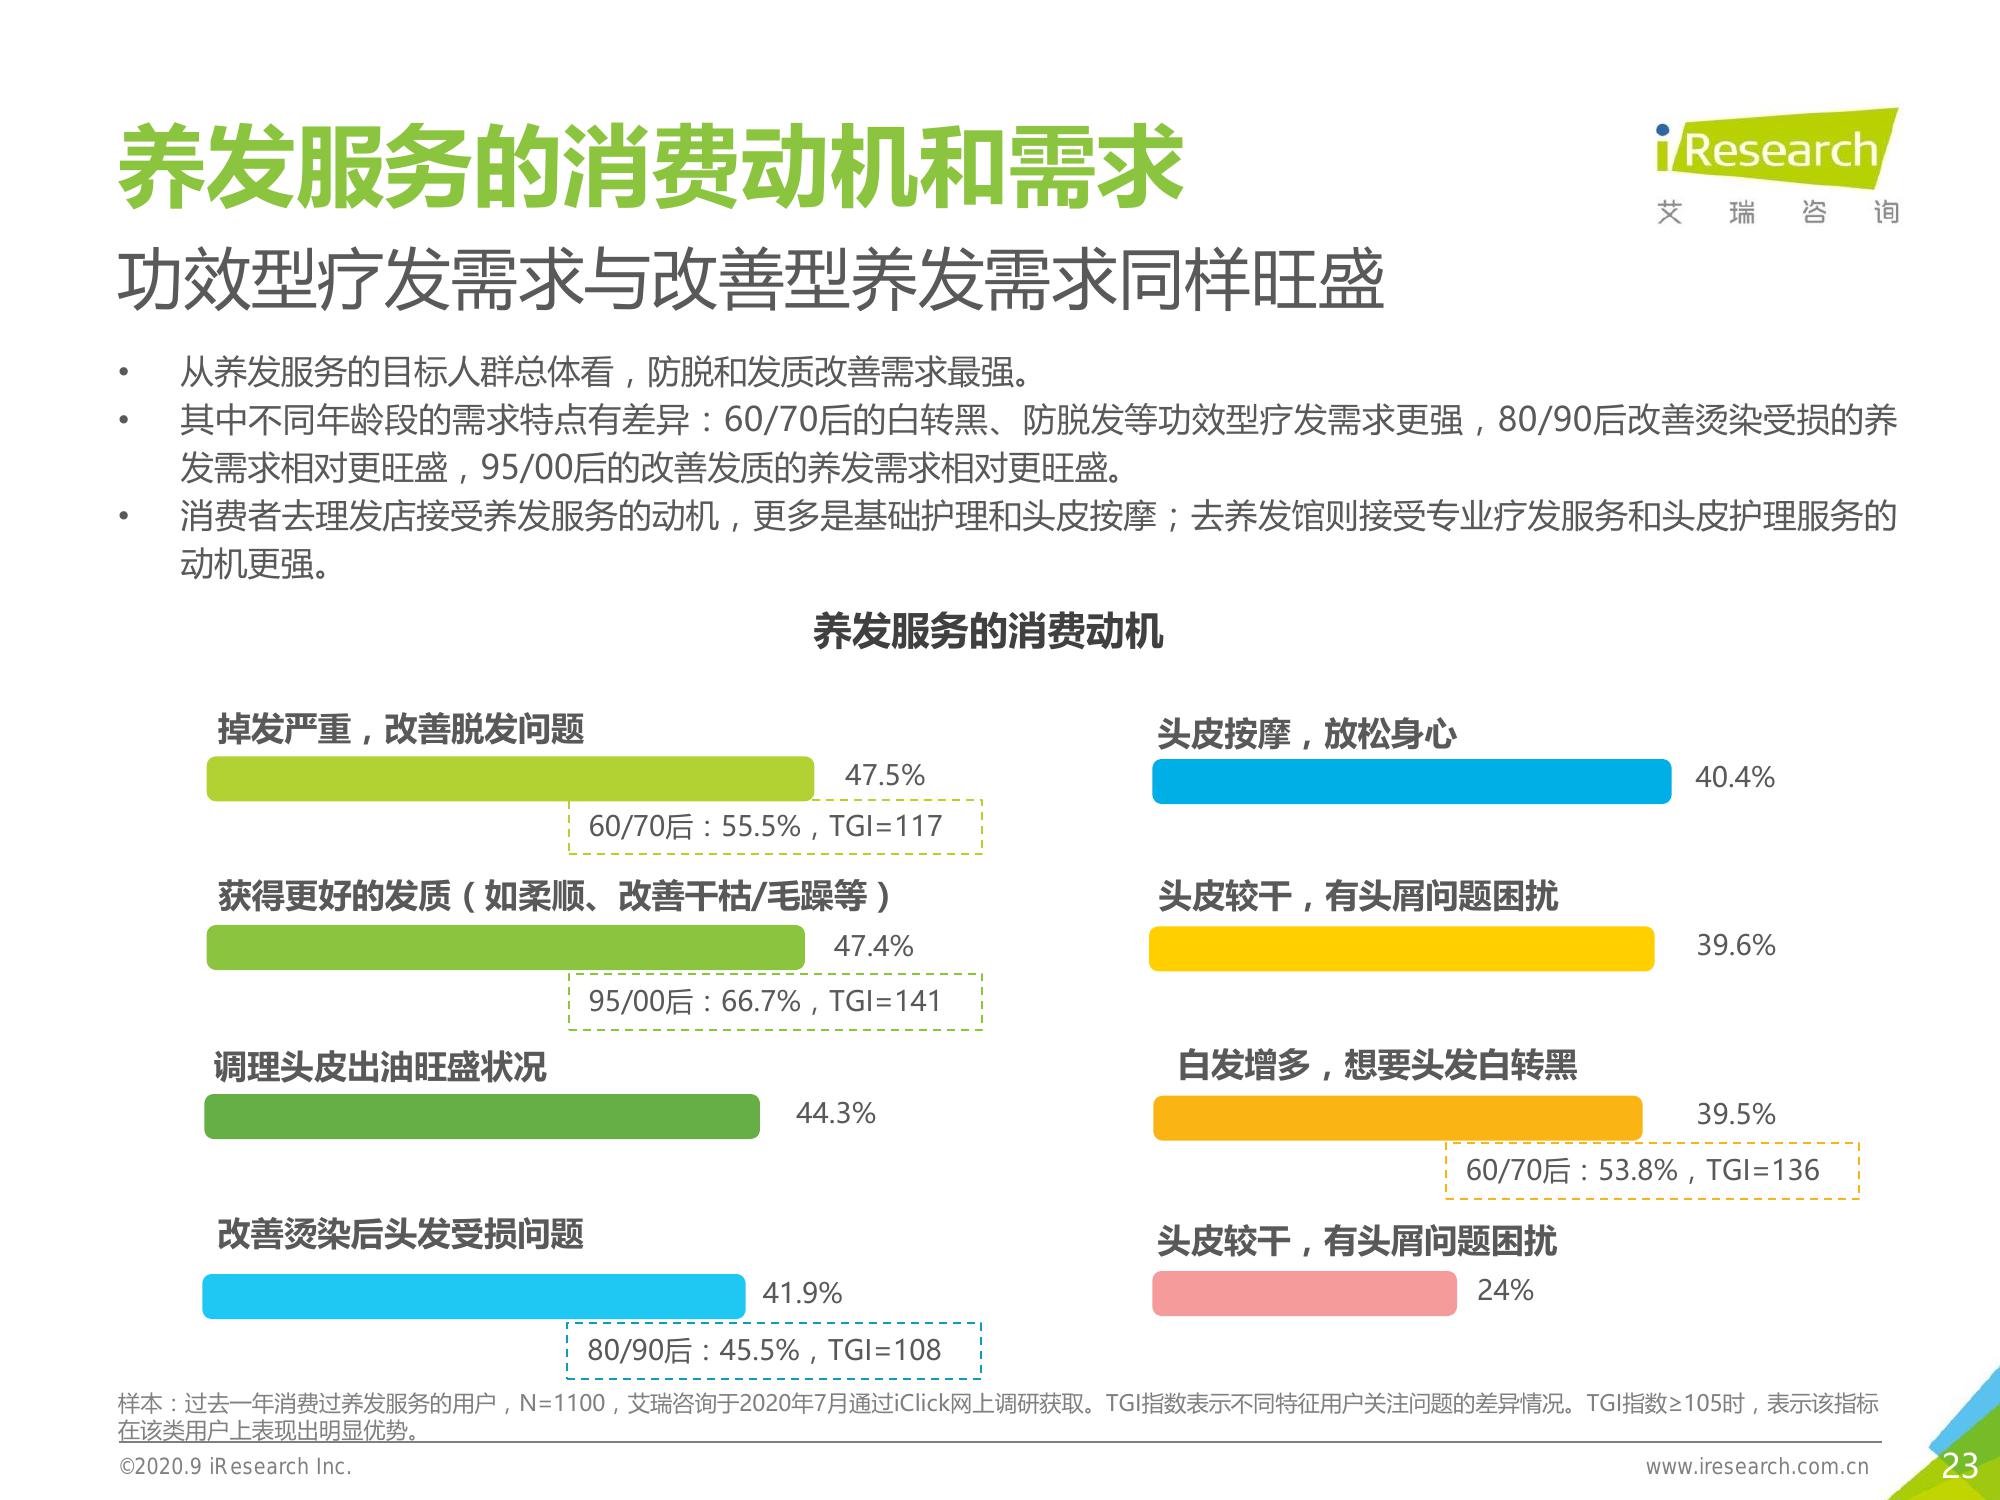 养发服务的消费动机和需求
iResearch
艾瑞咨询
功效型疗发需求与改善型养发需求同样旺盛
• 从养发服务的目标人群总体看，防脱和发质改善需求最强。
• 其中不同年龄段的需求特点有差异：60/70后的白转黑、防脱发等功效型疗发需求更强，80/90后改善烫染受损的养
发需求相对更旺盛，95/00后的改善发质的养发需求相对更旺盛。
• 消费者去理发店接受养发服务的动机，更多是基础护理和头皮按摩；去养发馆则接受专业疗发服务和头皮护理服务的
动机更强。
养发服务的消费动机
掉发严重，改善脱发问题
47.5%
60/70后：55.5%，TGI=117
获得更好的发质（如柔顺、改善干枯/毛躁等）
47.4%
95/00后：66.7%，TGI=141
调理头皮出油旺盛状况
44.3%
改善烫染后头发受损问题
41.9%
80/90后：45.5%，TGI=108
头皮按摩，放松身心
40.4%
头皮较干，有头屑问题困扰
39.6%
白发增多，想要头发白转黑
39.5%
60/70后：53.8%，TGI=136
头皮较干，有头屑问题困扰
24%
样本：过去一年消费过养发服务的用户，N=1100，艾瑞咨询于2020年7月通过iClick网上调研获取。TGI指数表示不同特征用户关注问题的差异情况。TGI指数≥105时，表示该指标
在该类用户上表现出明显优势。
©2020.9 iResearch Inc.
www.iresearch.com.cn
23